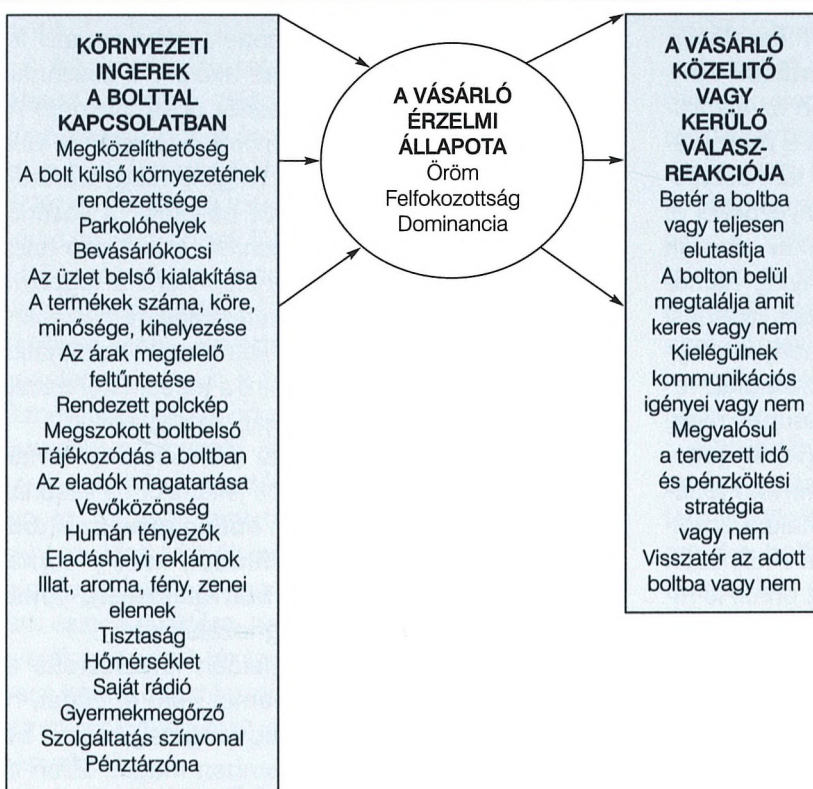 KÖRNYEZETI
INGEREK
A BOLTTAL
KAPCSOLATBAN
Megközelíthetőség
A bolt külső környezetének
rendezettsége
Parkolóhelyek
Bevásárlókocsi
Az üzlet belső kialakítása
A termékek száma, köre,
minősége, kihelyezése
Az árak megfelelő
feltűntetése
Rendezett polckép
Megszokott boltbelső
Tájékozódás a boltban
Az eladók magatartása
Vevőközönség
Humán tényezők
Eladáshelyi reklámok
Illat, aroma, fény, zenei
elemek
Tisztaság
Hőmérséklet
Saját rádió
Gyermekmegőrző
Szolgáltatás színvonal
Pénztárzóna
A VÁSÁRLÓ
ÉRZELMI
ÁLLAPOTA
Öröm
Felfokozottság
Dominancia
A VÁSÁRLÓ
KÖZELITŐ
VAGY
KERÜLŐ
VÁLASZ-
REAKCIÓJA
Betér a boltba
vagy teljesen
elutasítja
A bolton belül
megtalálja amit
keres vagy nem
Kielégülnek
kommunikációs
igényei vagy nem
Megvalósul
a tervezett idő
és pénzköltési
stratégia
vagy nem
Visszatér az adott
boltba vagy nem